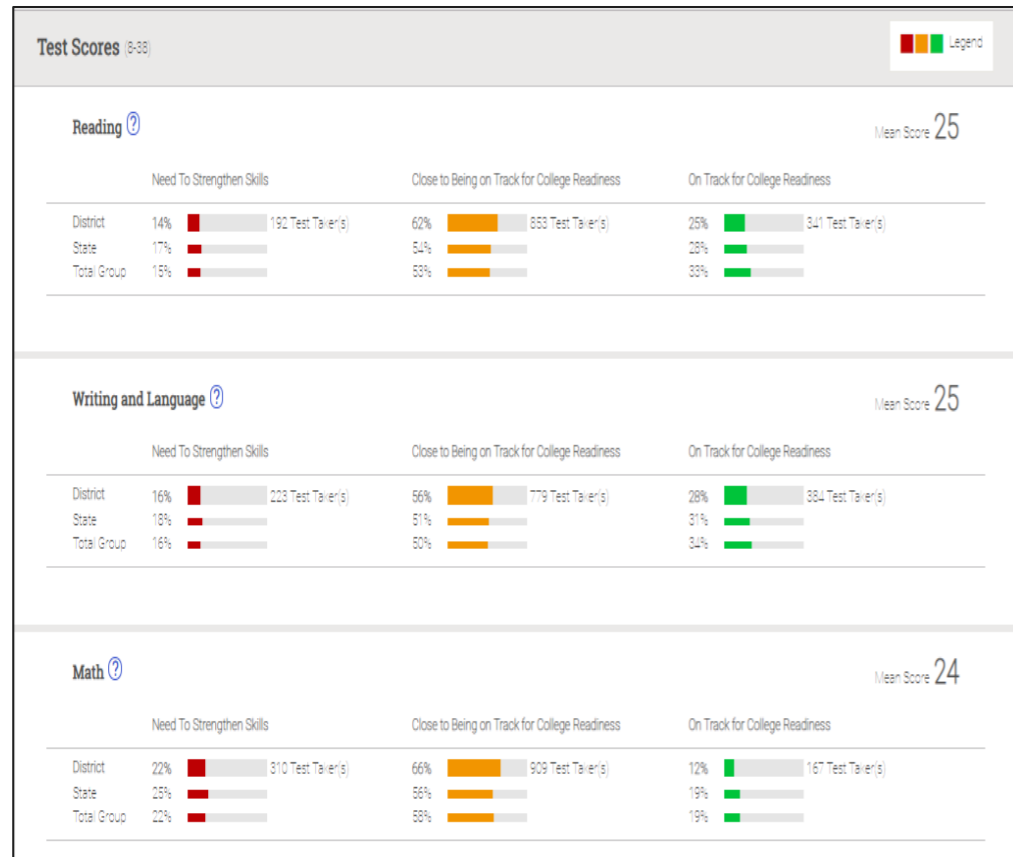 Test Scores (8-38)
Legend
Reading ?
Mean Score 25
Need To Strengthen Skills Close to Being on Track for College Readiness On Track for College Readiness
District 14% 192 Test Taker(s) 62% 853 Test Taker(s) 25% 341 Test Taker(s)
State 17% 54% 28%
Total Group 15% 53% 33%
Writing and Language ?
Mean Score 25
Need To Strengthen Skills Close to Being on Track for College Readiness On Track for College Readiness
District 16% 223 Test Taker(s) 56% 779 Test Taker(s) 28% 384 Test Taker(s)
State 18% 51% 31%
Total Group 16% 50% 34%
Math ?
Mean Score 24
Need To Strengthen Skills Close to Being on Track for College Readiness On Track for College Readiness
District 22% 310 Test Taker(s) 66% 909 Test Taker(s) 12% 167 Test Taker(s)
State 25% 56% 19%
Total Group 22% 58% 19%